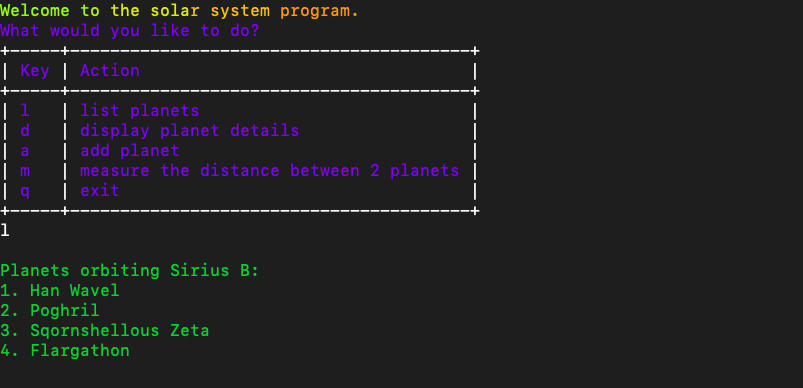 Welcome to the solar system program.
What would you like to do?
+-----+----------------------------------------+
| Key | Action                                 |
+-----+----------------------------------------+
| l   | list planets                           |
| d   | display planet details                 |
| a   | add planet                             |
| m   | measure the distance between 2 planets |
| q   | exit                                   |
+-----+----------------------------------------+
l
Planets orbiting Sirius B:
1. Han Wavel
2. Poghril
3. Sqornshellous Zeta
4. Flargathon